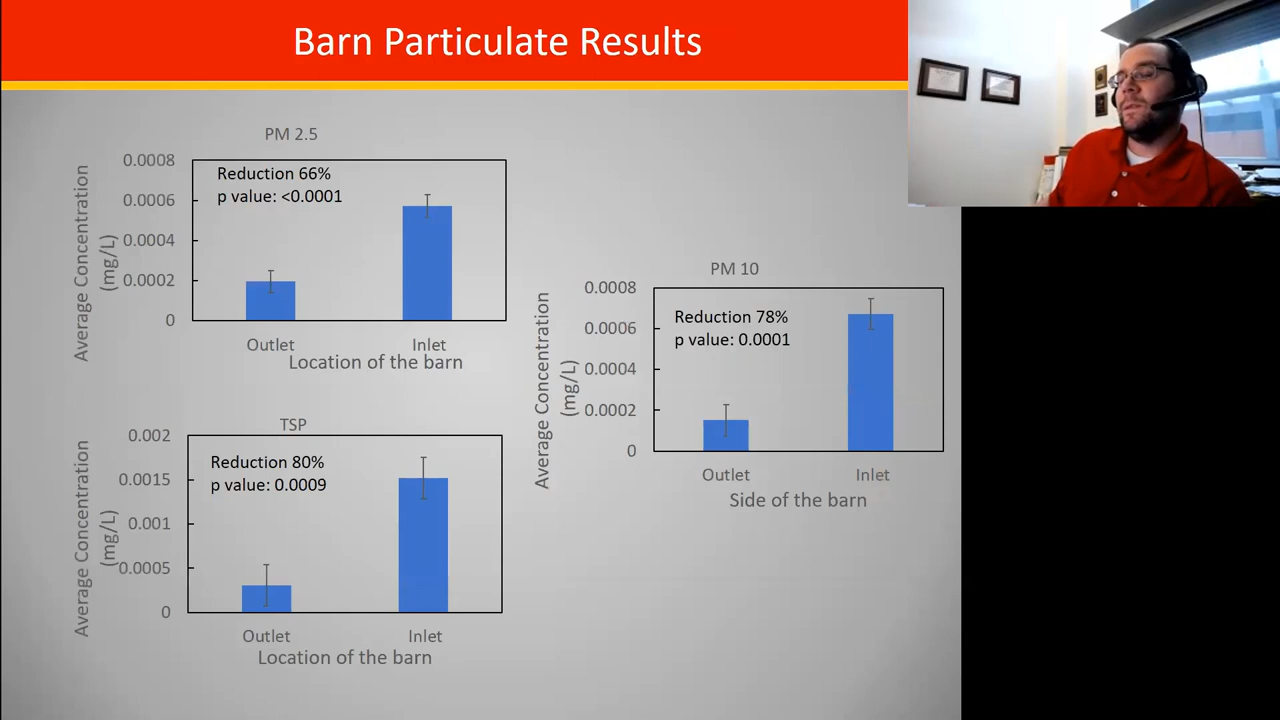 Barn Particulate Results
PM 2.5
Average Concentration
(mg/L)
0.0008
0.0006
0.0004
0.0002
0
Reduction 66%
p value: <0.0001
Outlet
Inlet
Location of the barn
TSP
Average Concentration
(mg/L)
0.002
0.0015
0.001
0.0005
0
Reduction 80%
p value: 0.0009
Outlet
Inlet
Location of the barn
PM 10
Average Concentration
(mg/L)
0.0008
0.0006
0.0004
0.0002
0
Reduction 78%
p value: 0.0001
Outlet
Inlet
Side of the barn